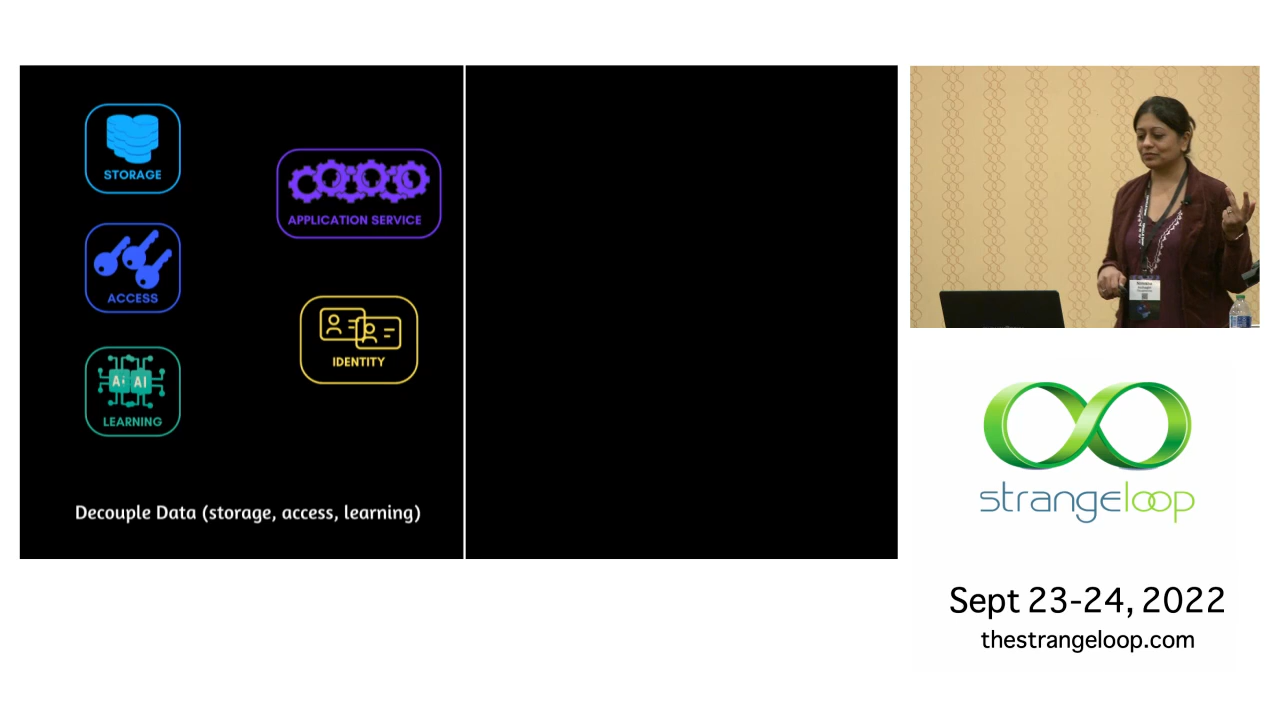 STORAGE
APPLICATION SERVICE
ACCESS
IDENTITY
Ai AI
LEARNING
Decouple Data (storage, access, learning)
strangeloop
Sept 23-24, 2022
thestrangeloop.com